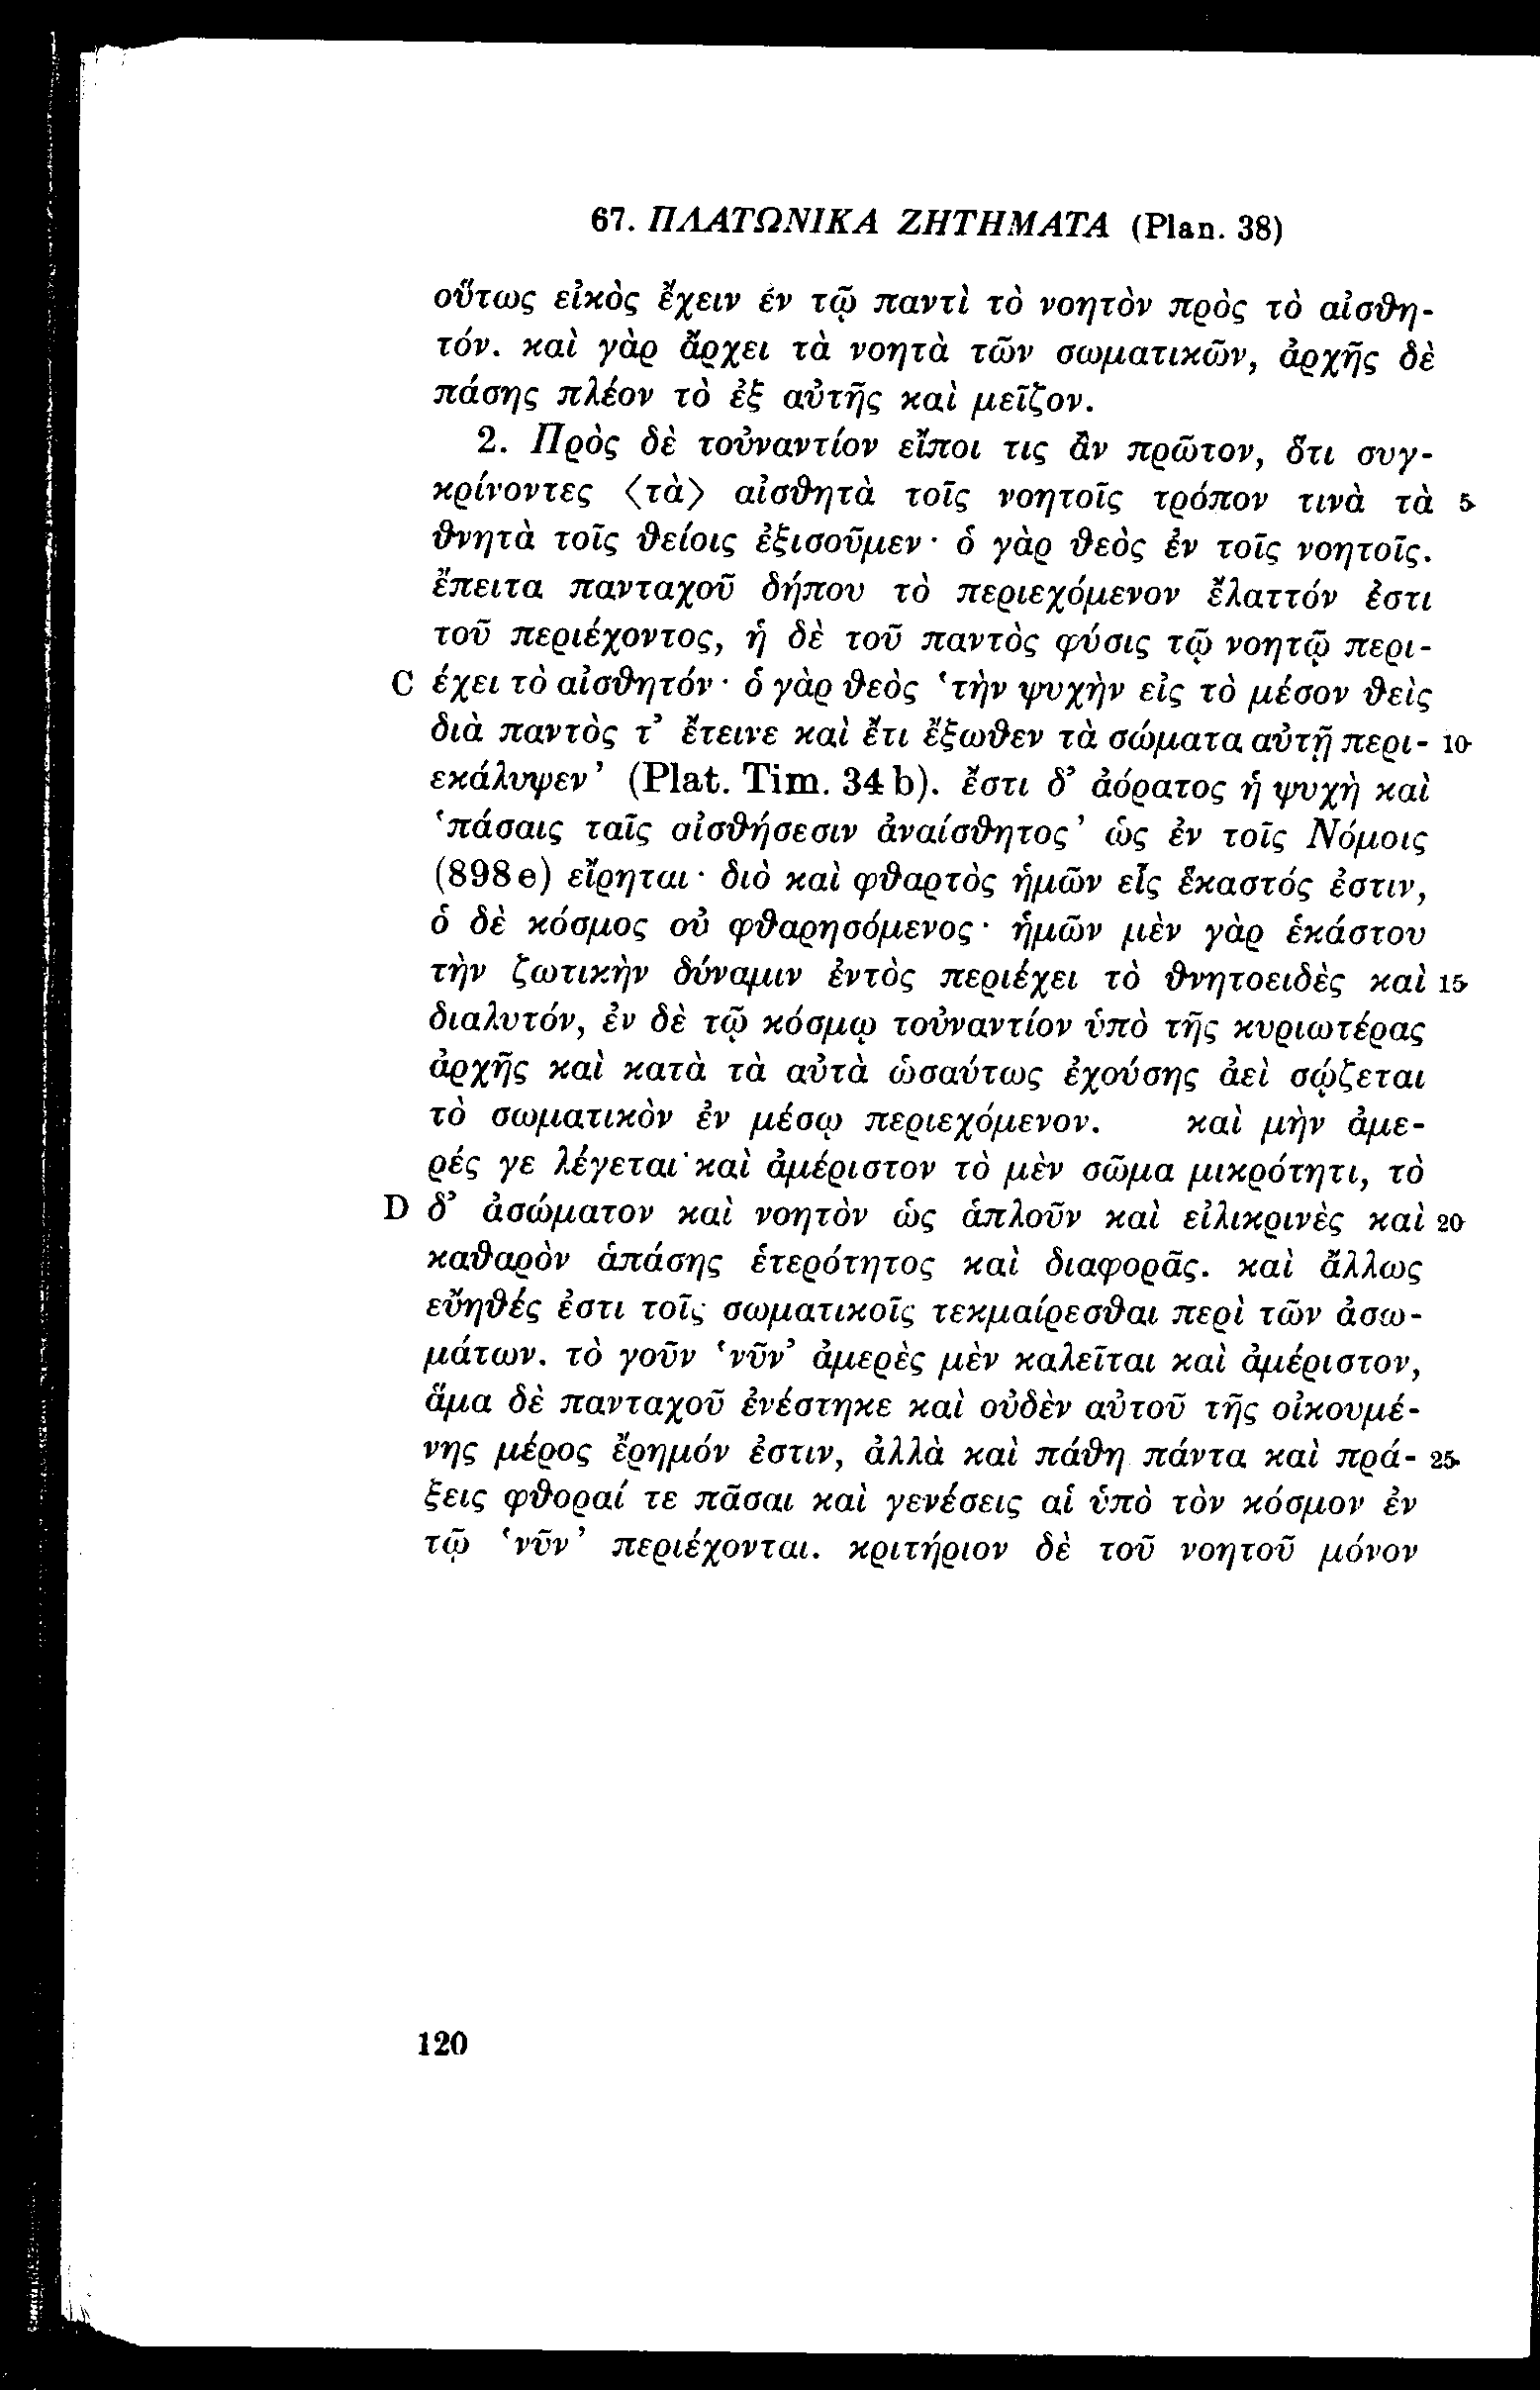 67. ΠΛΑΤΩΝΙΚΑ ΖΗΤΗΜΑΤΑ (Plan. 38)
οὕτως εἰκὸς ἔχειν ἐν τῷ παντὶ τὸ νοητὸν πρὸς τὸ αἰσθη-
τόν. καὶ γὰρ ἄρχει τὰ νοητὰ τῶν σωματικῶν, ἀρχῆς δὲ
πάσης πλέον τὸ ἐξ αὐτῆς καὶ μεῖζον.
2. Πρὸς δὲ τοὐναντίον εἴποι τις ἂν πρῶτον, ὅτι συγ-
κρίνοντες ⟨τὰ⟩ αἰσθητὰ τοῖς νοητοῖς τρόπον τινὰ τὰ 5
θνητὰ τοῖς θείοις ἐξισοῦμεν· ὁ γὰρ θεὸς ἐν τοῖς νοητοῖς.
ἔπειτα πανταχοῦ δήπου τὸ περιεχόμενον ἔλαττόν ἐστι
τοῦ περιέχοντος, ἡ δὲ τοῦ παντὸς φύσις τῷ νοητῷ περι-
C έχει τὸ αἰσθητόν· ὁ γὰρ θεὸς ‘τὴν ψυχὴν εἰς τὸ μέσον θεὶς
διὰ παντὸς τ’ ἔτεινε καὶ ἔτι ἔξωθεν τὰ σώματα αὐτῇ περι- 10
εκάλυψεν’ (Plat. Tim. 34 b). ἔστι δ’ ἀόρατος ἡ ψυχὴ καὶ
‘πάσαις ταῖς αἰσθήσεσιν ἀναίσθητος’ ὡς ἐν τοῖς Νόμοις
(898 e) εἴρηται· διὸ καὶ φθαρτὸς ἡμῶν εἷς ἕκαστός ἐστιν,
ὁ δὲ κόσμος οὐ φθαρησόμενος· ἡμῶν μὲν γὰρ ἑκάστου
τὴν ζωτικὴν δύναμιν ἐντὸς περιέχει τὸ θνητοειδὲς καὶ 15
διαλυτόν, ἐν δὲ τῷ κόσμῳ τοὐναντίον ὑπὸ τῆς κυριωτέρας
ἀρχῆς καὶ κατὰ τὰ αὐτὰ ὡσαύτως ἐχούσης ἀεὶ σῴζεται
τὸ σωματικὸν ἐν μέσῳ περιεχόμενον. καὶ μὴν ἀμε-
ρές γε λέγεται καὶ ἀμέριστον τὸ μὲν σῶμα μικρότητι, τὸ
D δ’ ἀσώματον καὶ νοητὸν ὡς ἁπλοῦν καὶ εἰλικρινὲς καὶ 20
καθαρὸν ἁπάσης ἑτερότητος καὶ διαφορᾶς. καὶ ἄλλως
εὔηθές ἐστι τοῖς σωματικοῖς τεκμαίρεσθαι περὶ τῶν ἀσω-
μάτων. τὸ γοῦν ‘νῦν’ ἀμερὲς μὲν καλεῖται καὶ ἀμέριστον,
ἅμα δὲ πανταχοῦ ἐνέστηκε καὶ οὐδὲν αὐτοῦ τῆς οἰκουμέ-
νης μέρος ἔρημόν ἐστιν, ἀλλὰ καὶ πάθη πάντα καὶ πρά- 25
ξεις φθοραί τε πᾶσαι καὶ γενέσεις αἱ ὑπὸ τὸν κόσμον ἐν
τῷ ‘νῦν’ περιέχονται. κριτήριον δὲ τοῦ νοητοῦ μόνον
120